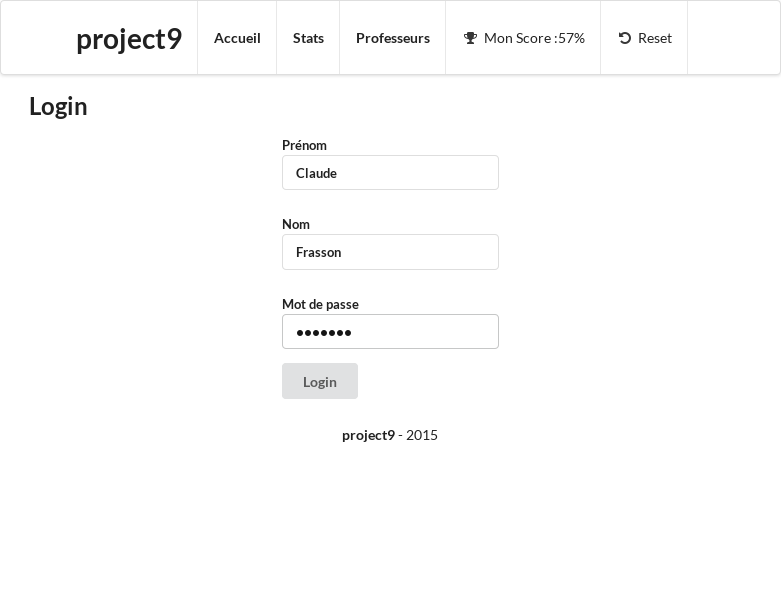 project9 Accueil Stats Professeurs Mon Score :57% Reset
Login
Prénom
Claude
Nom
Frasson
Mot de passe
•••••••
Login
project9 - 2015